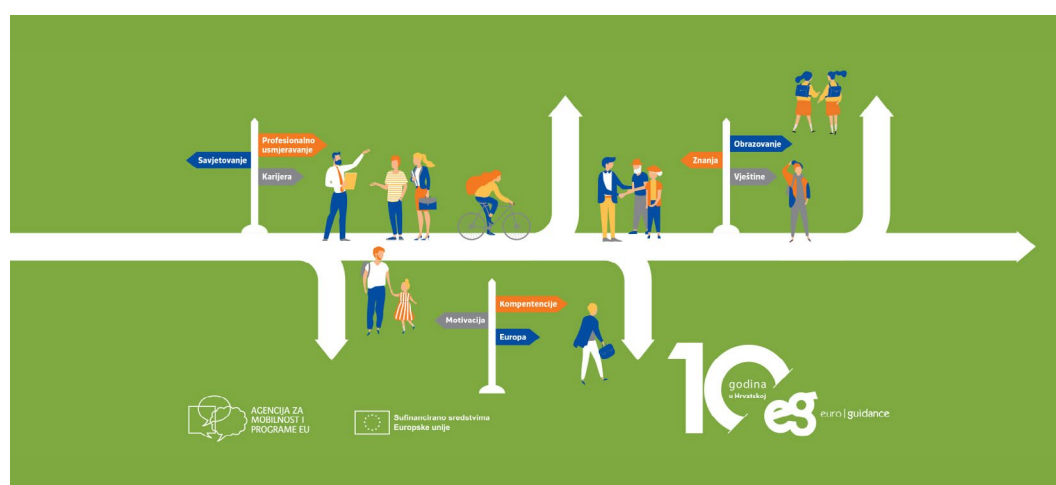 Savjetovanje
Profesionalno
usmjeravanje
Karijera
Znanja
Obrazovanje
Vještine
Motivacija
Kompentencije
Europa
AGENCIJA ZA
MOBILNOST I
PROGRAME EU
Sufinancirano sredstvima
Europske unije
10
godina
u Hrvatskoj
eg
euro|guidance